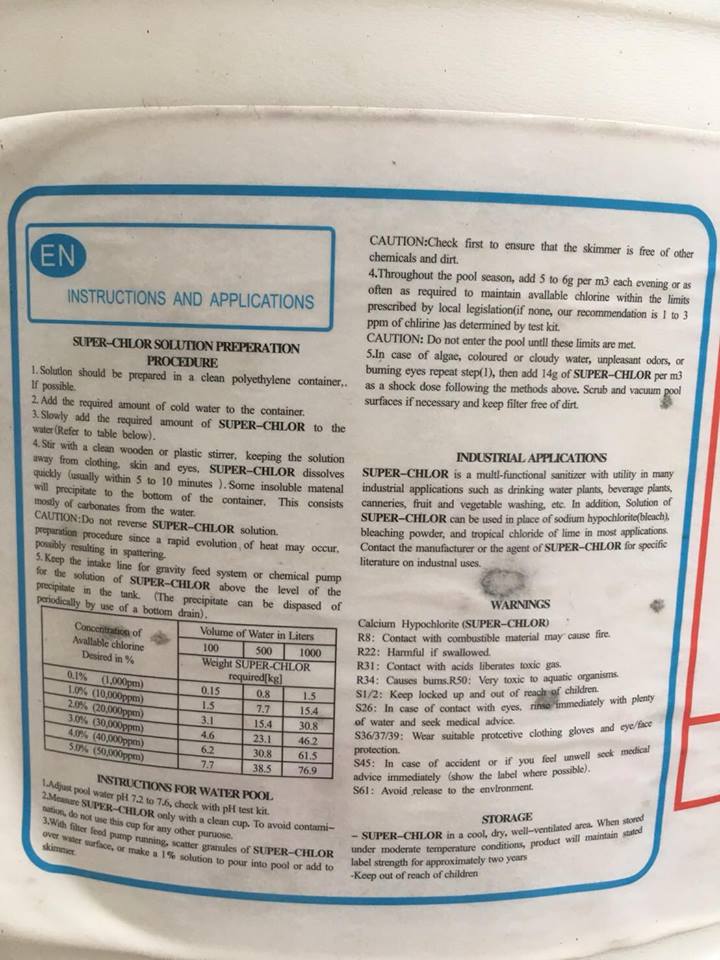 EN
INSTRUCTIONS AND APPLICATIONS
SUPER–CHLOR SOLUTION PREPERATION
PROCEDURE
1. Solution should be prepared in a clean polyethylene container,.
If possible.
2. Add the required amount of cold water to the container.
3. Slowly add the required amount of SUPER–CHLOR to the
water (Refer to table below).
4. Stir with a clean wooden or plastic stirrer, keeping the solution
away from clothing, skin and eyes. SUPER–CHLOR dissolves
quickly (usually within 5 to 10 minutes ). Some insoluble matenal
will precipitate to the bottom of the container. This consists
mostly of carbonates from the water.
CAUTION:Do not reverse SUPER–CHLOR solution.
preparation procedure since a rapid evolution of heat may occur,
possibly resulting in spattering.
5. Keep the intake line for gravity feed system or chemical pump
for the solution of SUPER–CHLOR above the level of the
precipitate in the tank. (The precipitate can be dispased of
periodically by use of a bottom drain).
Concentration of
Available chlorine
Desired in %
Volume of Water in Liters
100 500 1000
Weight SUPER-CHLOR
required[kg]
0.1% (1,000pm) 0.15 0.8 1.5
1.0% (10,000ppm) 1.5 7.7 15.4
2.0% (20,000ppm) 3.1 15.4 30.8
3.0% (30,000ppm) 4.6 23.1 46.2
4.0% (40,000ppm) 6.2 30.8 61.5
5.0% (50,000ppm) 7.7 38.5 76.9
INSTRUCTIONS FOR WATER POOL
1.Adjust pool water pH 7.2 to 7.6, check with pH test kit.
2.Measure SUPER–CHLOR only with a clean cup. To avoid contami–
nation, do not use this cup for any other puruose.
3.With filter feed pump running, scatter granules of SUPER–CHLOR
over water surface, or make a 1% solution to pour into pool or add to
skimmer.
CAUTION:Check first to ensure that the skimmer is free of other
chemicals and dirt.
4.Throughout the pool season, add 5 to 6g per m3 each evening or as
often as required to maintain avallable chlorine within the limits
prescribed by local legislation(if none, our recommendation is 1 to 3
ppm of chlirine )as determined by test kit.
CAUTION: Do not enter the pool untll these limits are met.
5.In case of algae, coloured or cloudy water, unpleasant odors, or
buming eyes repeat step(1), then add 14g of SUPER–CHLOR per m3
as a shock dose following the methods above. Scrub and vacuum pool
surfaces if necessary and keep filter free of dirt.
INDUSTRIAL APPLICATIONS
SUPER–CHLOR is a multl-functional sanitizer with utility in many
industrial applications such as drinking water plants, beverage plants,
canneries, fruit and vegetable washing, etc. In addition, Solution of
SUPER–CHLOR can be used in place of sodium hypochlorite(bleach),
bleaching powder, and tropical chloride of lime in most applications.
Contact the manufacturer or the agent of SUPER–CHLOR for specific
literature on industnal uses.
WARNINGS
Calcium Hypochlorite (SUPER–CHLOR)
R8: Contact with combustible material may cause fire.
R22: Harmful if swallowed.
R31: Contact with acids liberates toxic gas.
R34: Causes bums.R50: Very toxic to aquatic organisms.
S1/2: Keep locked up and out of reach of children.
S26: In case of contact with eyes, rinse immediately with plenty
of water and seek medical advice.
S36/37/39: Wear suitable protcetive clothing gloves and eye/face
protection.
S45: In case of accident or if you feel unwell seek medical
advice immediately (show the label where possible).
S61: Avoid release to the envlronment.
STORAGE
– SUPER–CHLOR in a cool, dry, well–ventilated area. When stored
under moderate temperature conditions, product will maintain stated
label strength for approximately two years
-Keep out of reach of children